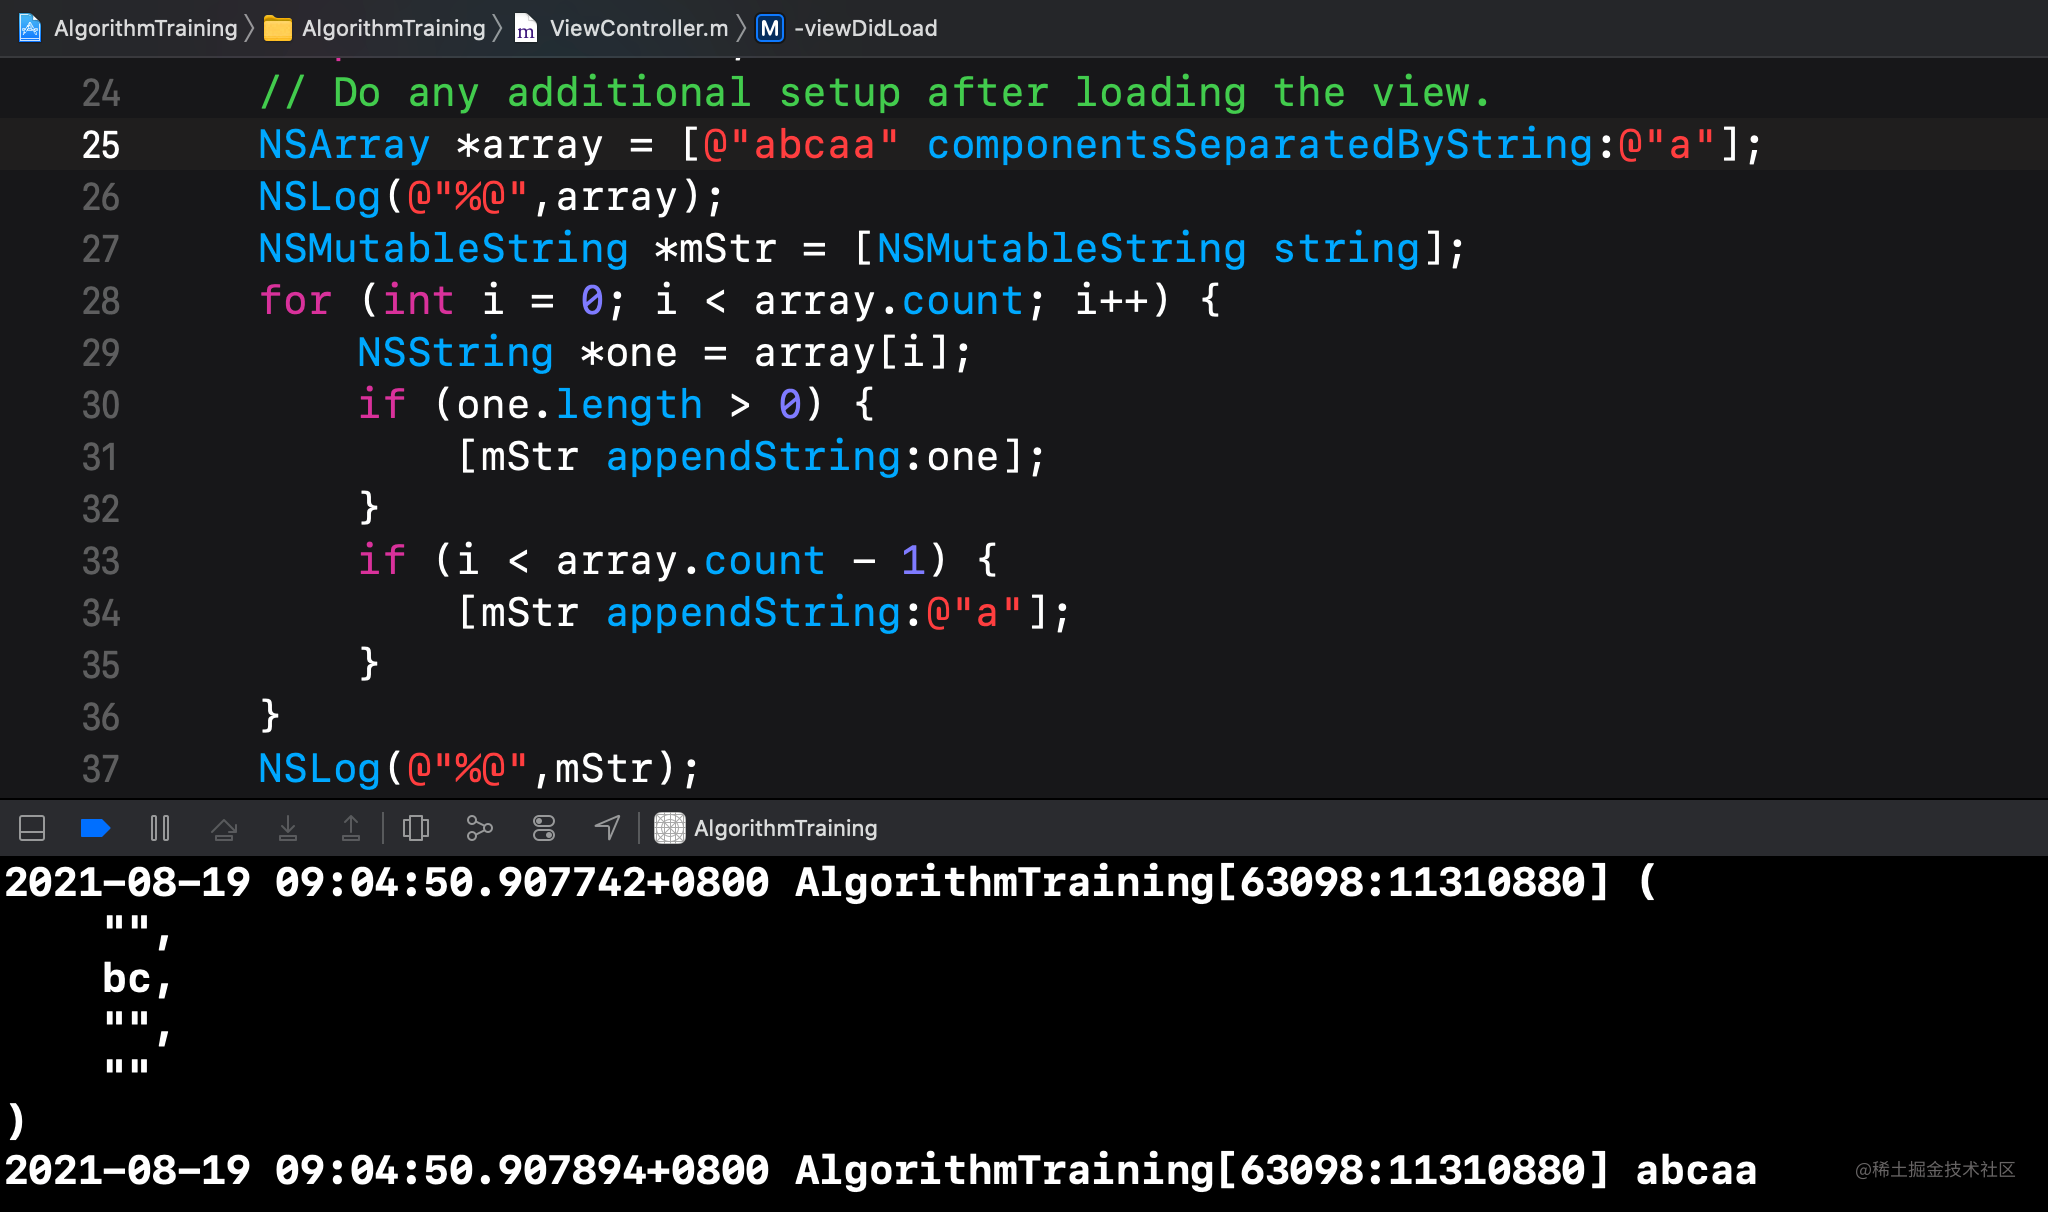 AlgorithmTraining AlgorithmTraining m ViewController.m M -viewDidLoad
24 // Do any additional setup after loading the view.
25 NSArray *array = [@"abcaa" componentsSeparatedByString:@"a"];
26 NSLog(@"%@",array);
27 NSMutableString *mStr = [NSMutableString string];
28 for (int i = 0; i < array.count; i++) {
29 NSString *one = array[i];
30 if (one.length > 0) {
31 [mStr appendString:one];
32 }
33 if (i < array.count - 1) {
34 [mStr appendString:@"a"];
35 }
36 }
37 NSLog(@"%@",mStr);
AlgorithmTraining
2021-08-19 09:04:50.907742+0800 AlgorithmTraining[63098:11310880] (
"",
bc,
"",
""
)
2021-08-19 09:04:50.907894+0800 AlgorithmTraining[63098:11310880] abcaa
@稀土掘金技术社区